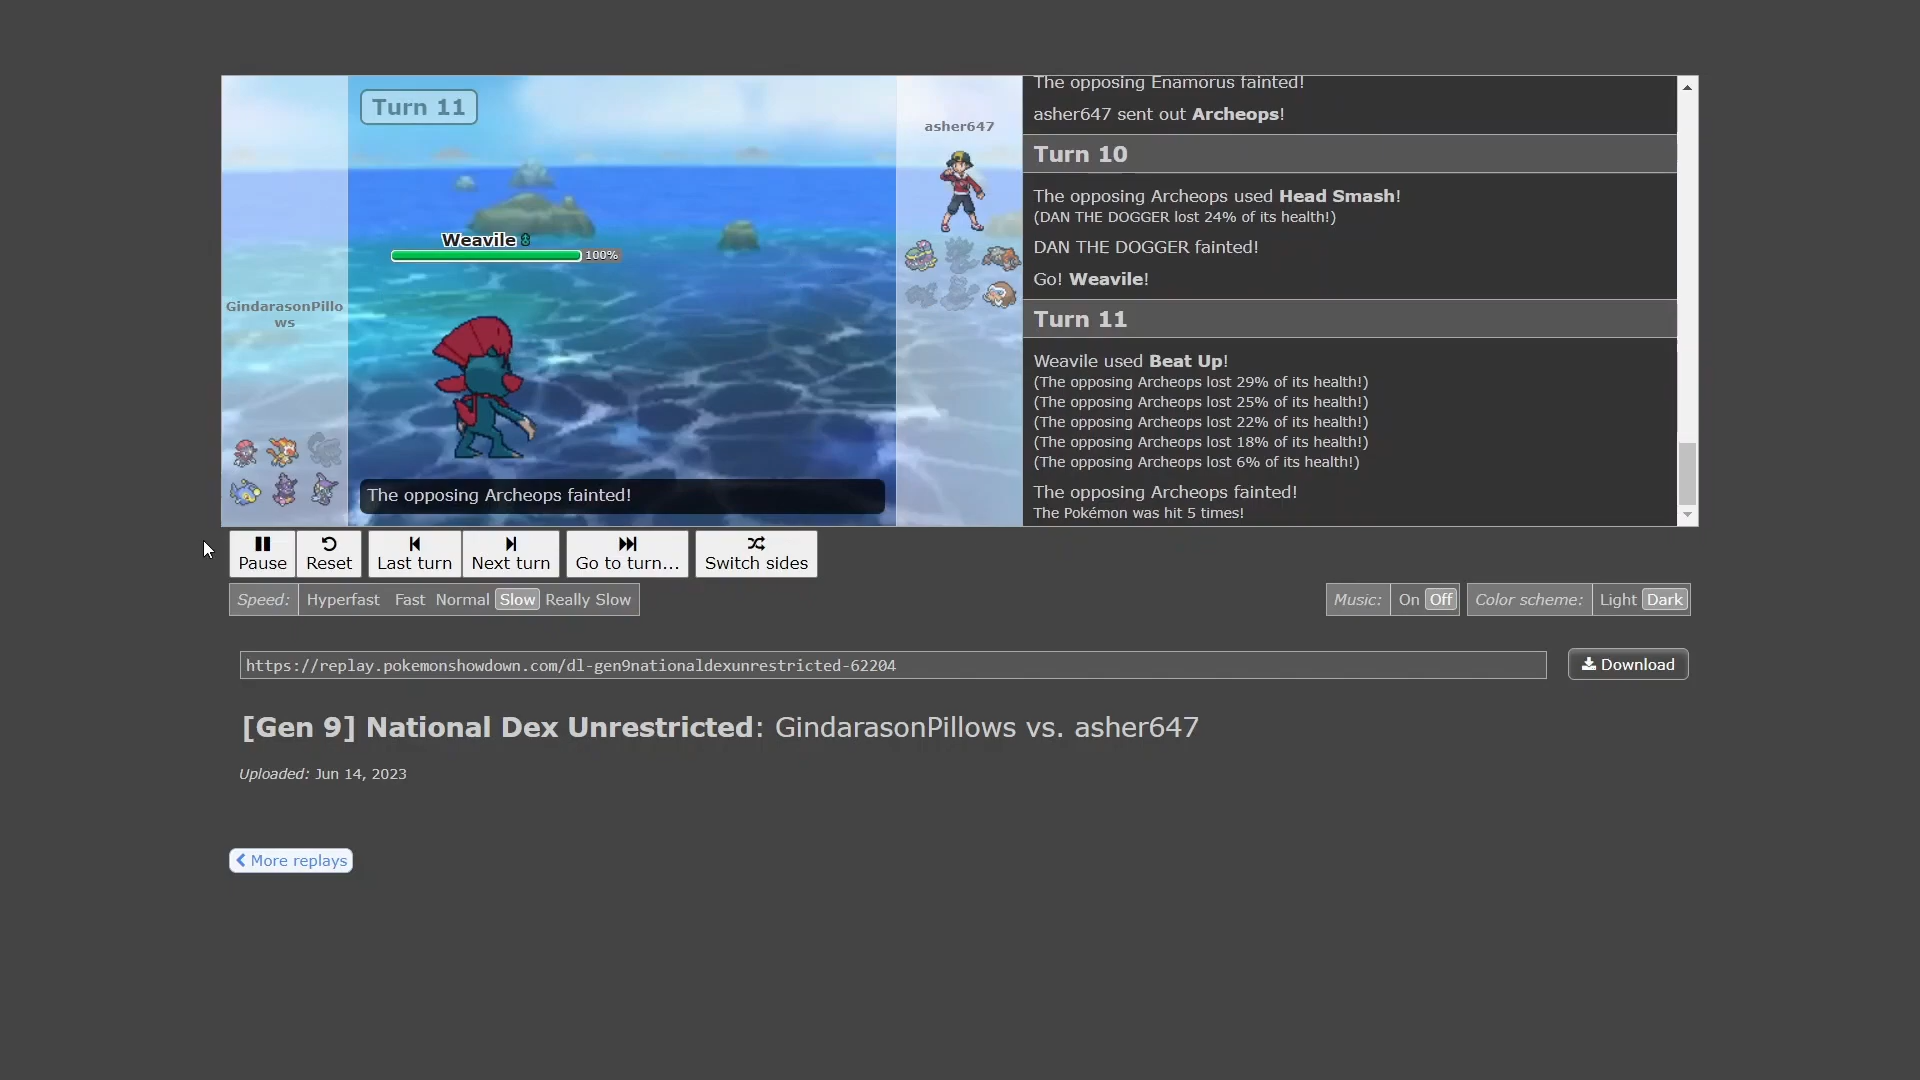 Turn 11
asher647
Weavile
100%
GindarasonPillo
ws
The opposing Archeops fainted!
The opposing Enamorus fainted!
asher647 sent out Archeops!
Turn 10
The opposing Archeops used Head Smash!
(DAN THE DOGGER lost 24% of its health!)
DAN THE DOGGER fainted!
Go! Weavile!
Turn 11
Weavile used Beat Up!
(The opposing Archeops lost 29% of its health!)
(The opposing Archeops lost 25% of its health!)
(The opposing Archeops lost 22% of its health!)
(The opposing Archeops lost 18% of its health!)
(The opposing Archeops lost 6% of its health!)
The opposing Archeops fainted!
The Pokémon was hit 5 times!
Pause Reset Last turn Next turn Go to turn... Switch sides
Speed: Hyperfast Fast Normal Slow Really Slow Music: On Off Color scheme: Light Dark
https://replay.pokemonshowdown.com/dl-gen9nationaldexunrestricted-62204 Download
[Gen 9] National Dex Unrestricted: GindarasonPillows vs. asher647
Uploaded: Jun 14, 2023
More replays